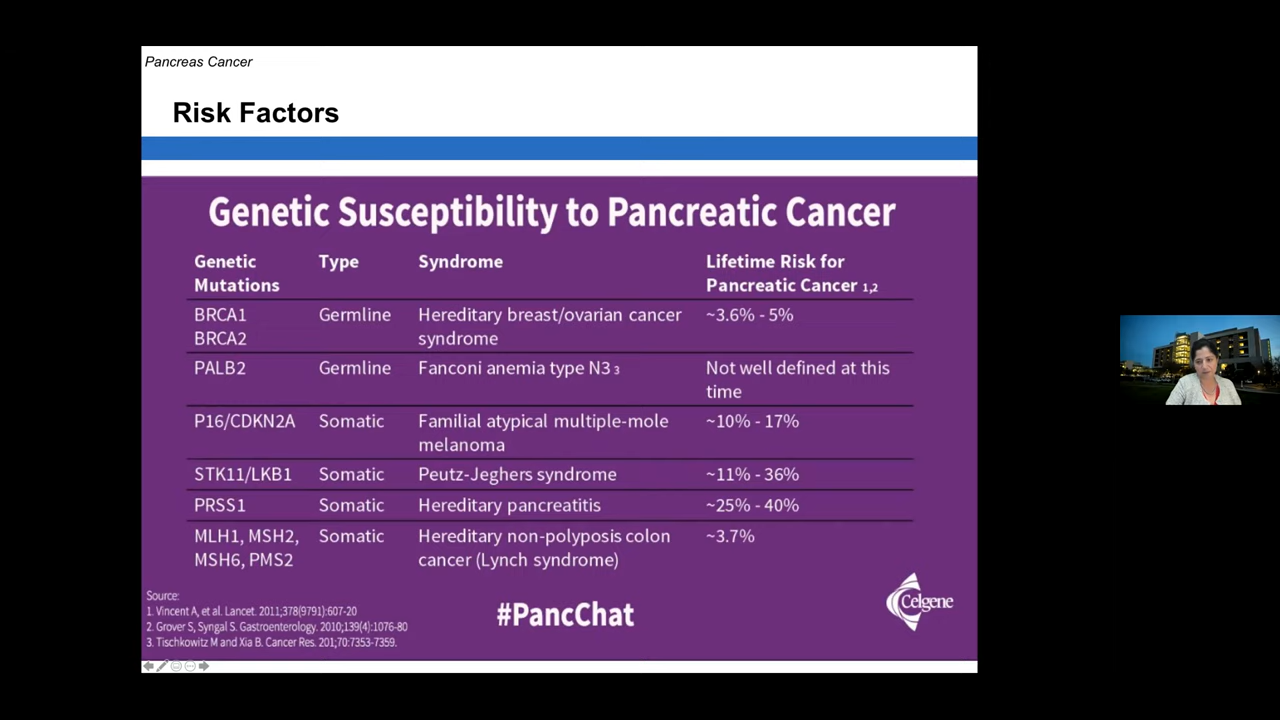 Pancreas Cancer
Risk Factors
Genetic Susceptibility to Pancreatic Cancer
Genetic Mutations Type Syndrome Lifetime Risk for Pancreatic Cancer 1,2
BRCA1 Germline Hereditary breast/ovarian cancer ~3.6% - 5%
BRCA2 syndrome
PALB2 Germline Fanconi anemia type N3 3 Not well defined at this
time
P16/CDKN2A Somatic Familial atypical multiple-mole ~10% - 17%
melanoma
STK11/LKB1 Somatic Peutz-Jeghers syndrome ~11% - 36%
PRSS1 Somatic Hereditary pancreatitis ~25% - 40%
MLH1, MSH2, Somatic Hereditary non-polyposis colon ~3.7%
MSH6, PMS2 cancer (Lynch syndrome)
Source:
1. Vincent A, et al. Lancet. 2011;378(9791):607-20
2. Grover S, Syngal S. Gastroenterology. 2010;139(4):1076-80
3. Tischkowitz M and Xia B. Cancer Res. 201;70:7353-7359.
#PancChat
Celgene